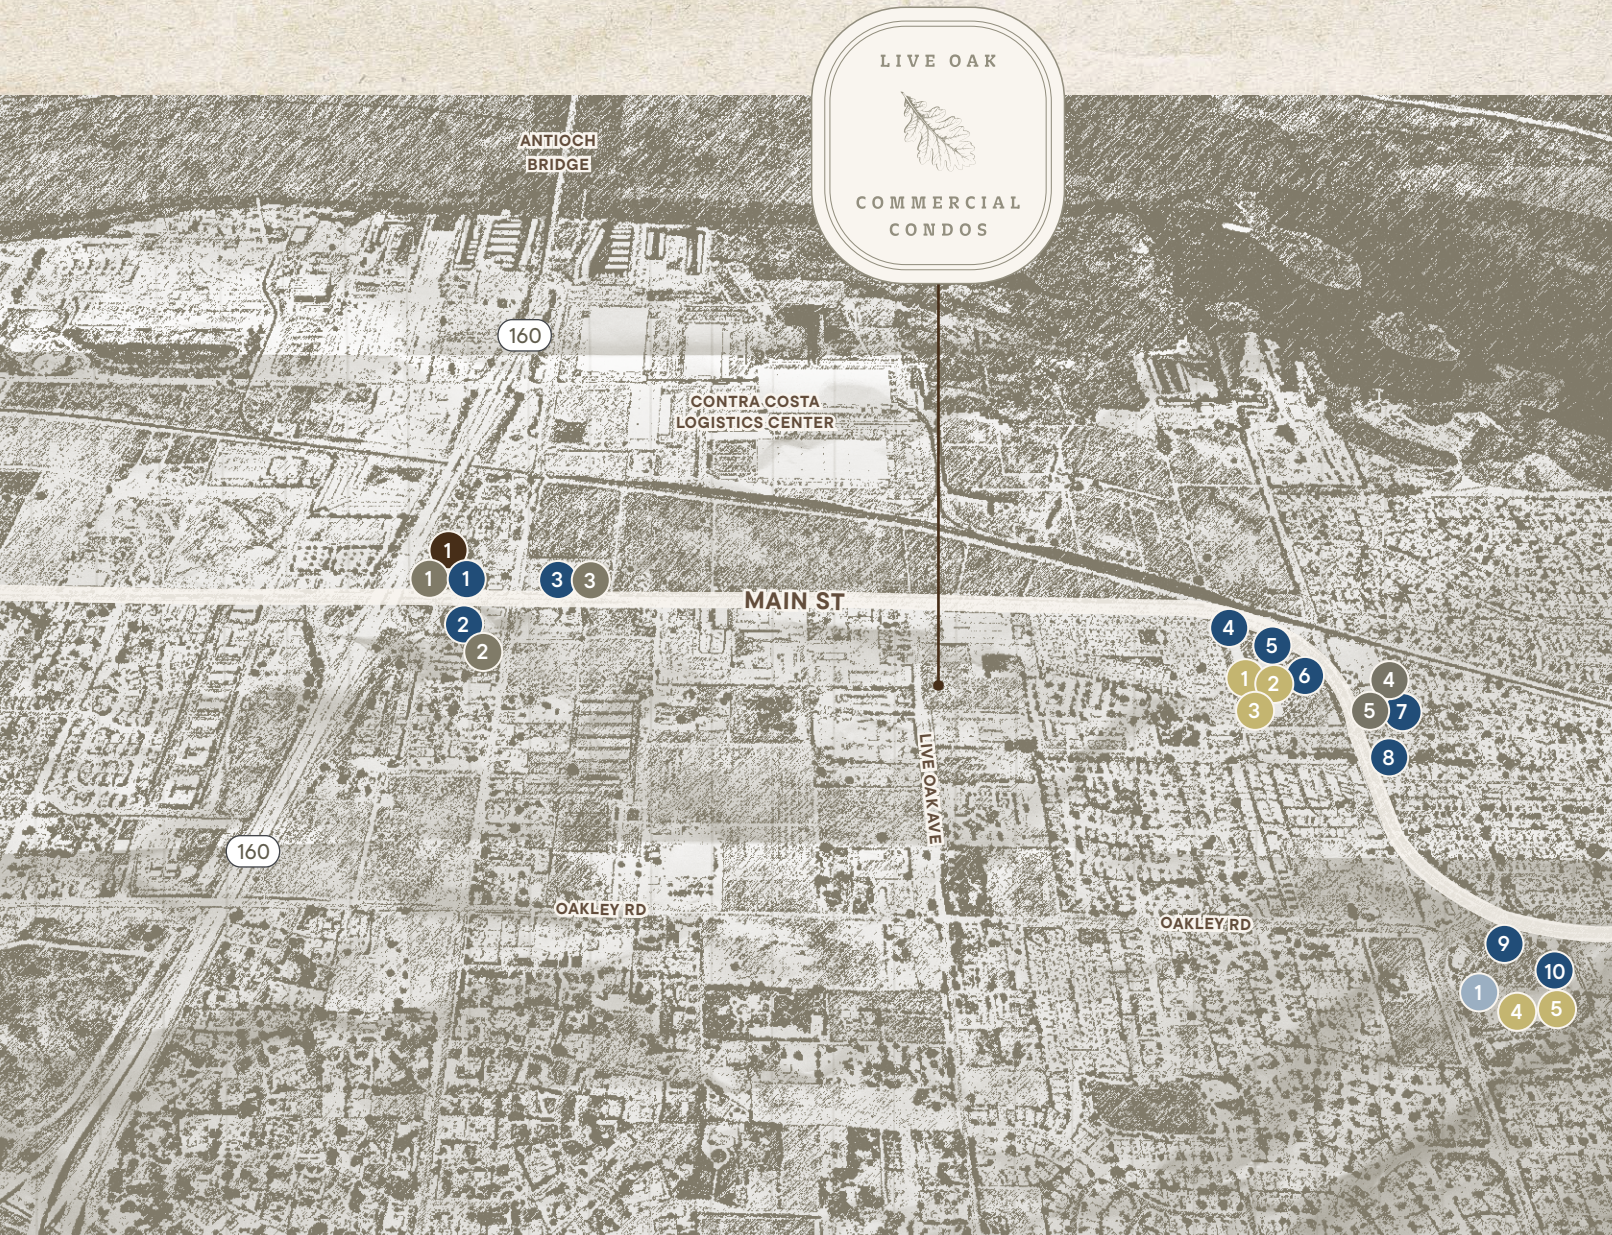 LIVE OAK
COMMERCIAL
CONDOS
ANTIOCH
BRIDGE
160
CONTRA COSTA
LOGISTICS CENTER
1
1
1
3
3
MAIN ST
2
2
4
5
1
2
6
3
4
5
7
8
LIVE OAK AVE
160
OAKLEY RD
OAKLEY RD
9
10
1
4
5